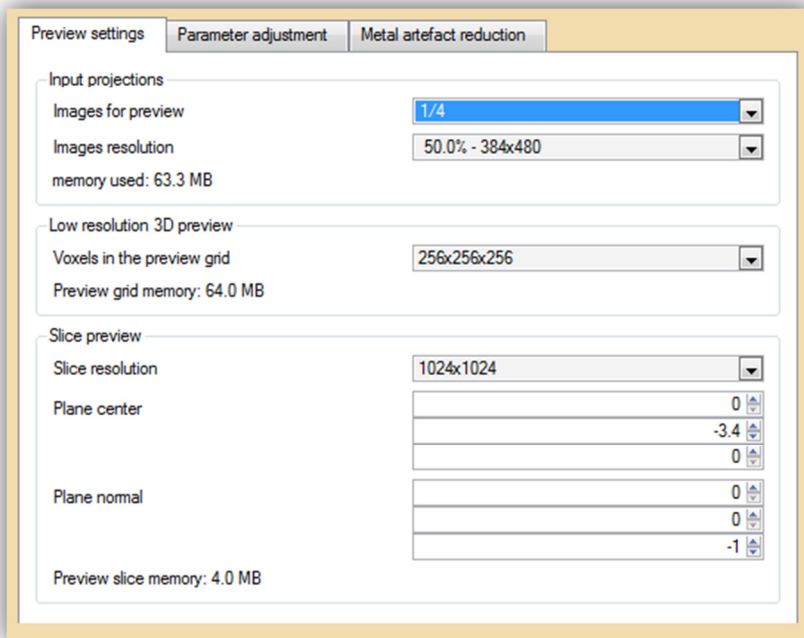 Preview settings Parameter adjustment Metal artefact reduction
Input projections
Images for preview 1/4
Images resolution 50.0% - 384x480
memory used: 63.3 MB
Low resolution 3D preview
Voxels in the preview grid 256x256x256
Preview grid memory: 64.0 MB
Slice preview
Slice resolution 1024x1024
Plane center 0
-3.4
0
Plane normal 0
0
-1
Preview slice memory: 4.0 MB